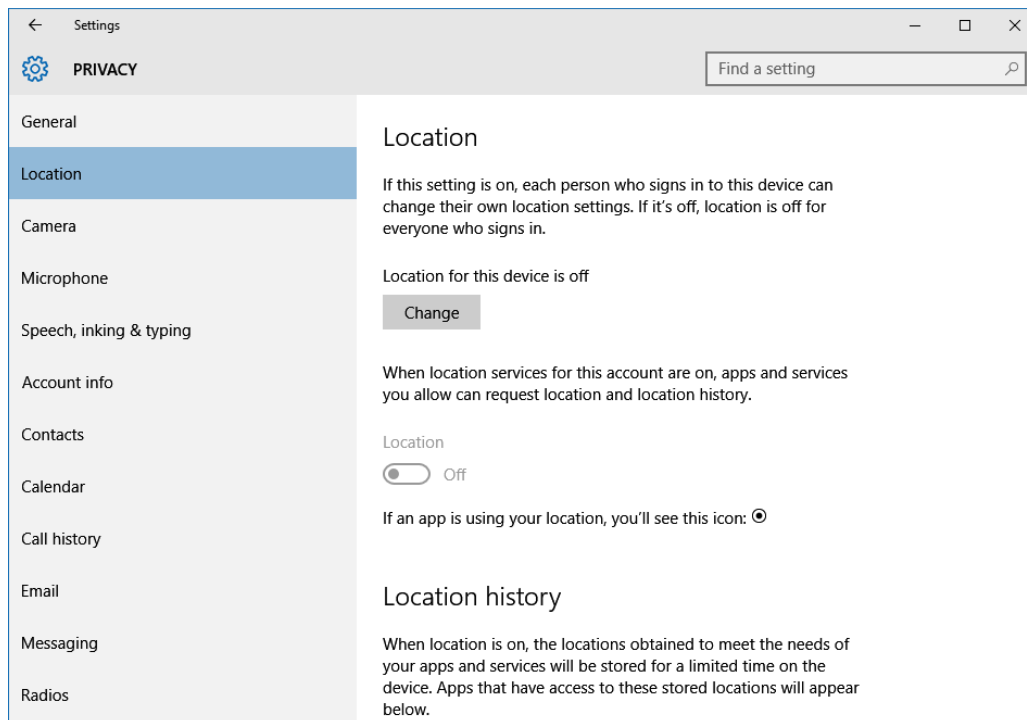 Settings
PRIVACY
Find a setting
General
Location
Camera
Microphone
Speech, inking & typing
Account info
Contacts
Calendar
Call history
Email
Messaging
Radios
Location
If this setting is on, each person who signs in to this device can
change their own location settings. If it's off, location is off for
everyone who signs in.
Location for this device is off
Change
When location services for this account are on, apps and services
you allow can request location and location history.
Location
Off
If an app is using your location, you'll see this icon:
Location history
When location is on, the locations obtained to meet the needs of
your apps and services will be stored for a limited time on the
device. Apps that have access to these stored locations will appear
below.